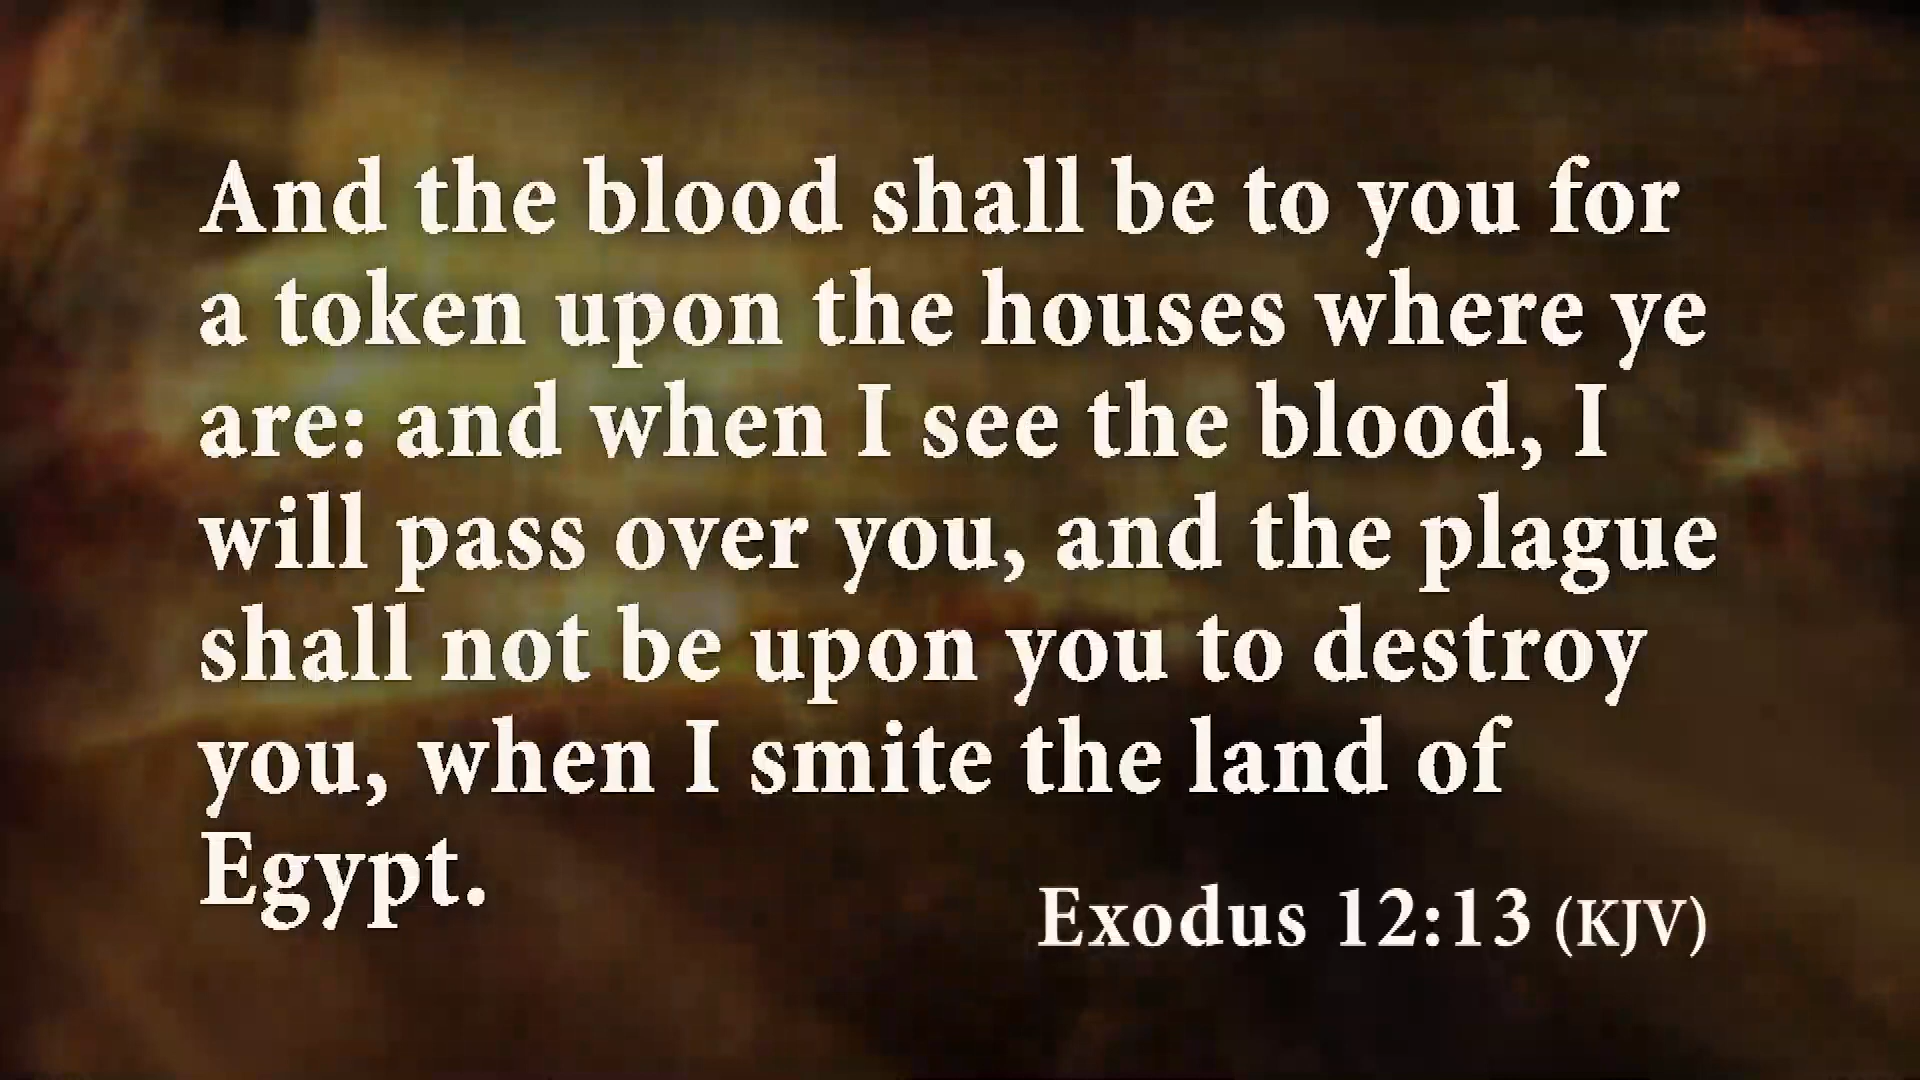 And the blood shall be to you for
a token upon the houses where ye
are: and when I see the blood, I
will pass over you, and the plague
shall not be upon you to destroy
you, when I smite the land of
Egypt.
Exodus 12:13 (KJV)